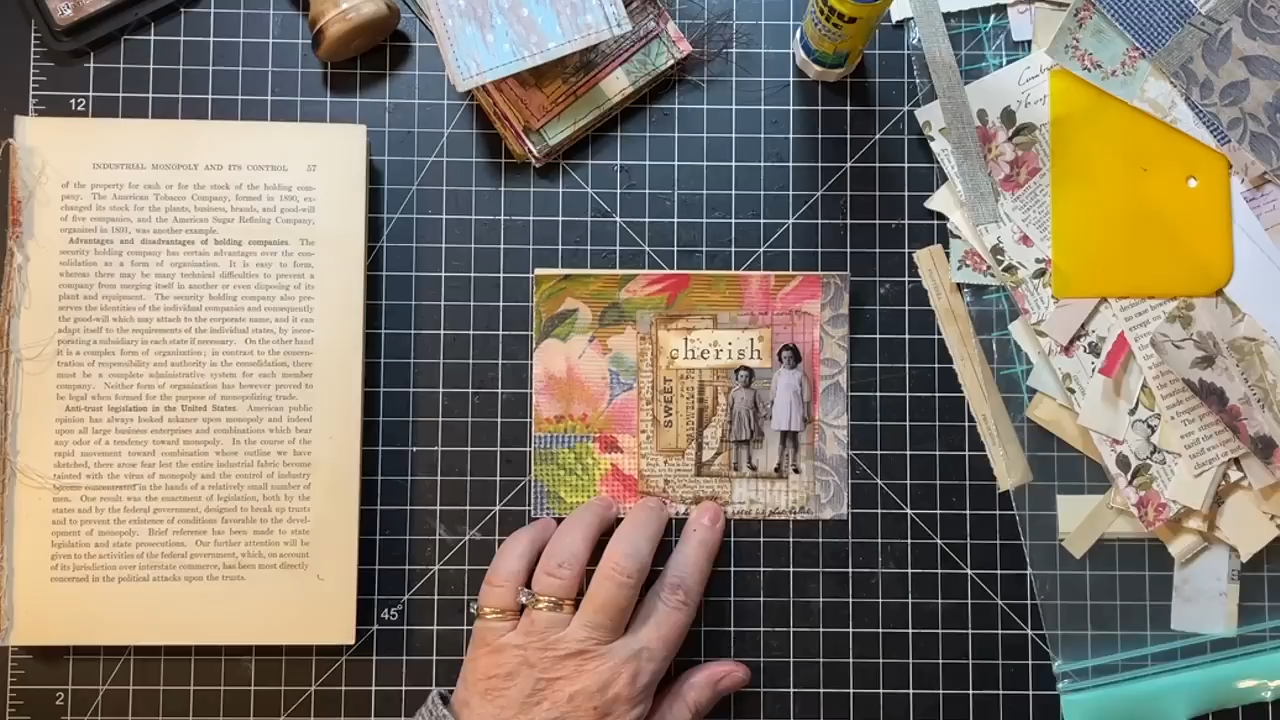 12
INDUSTRIAL MONOPOLY AND ITS CONTROL 57
of the property for cash or for the stock of the holding com-
pany. The American Tobacco Company, formed in 1890, ex-
changed its stock for the plants, business, brands, and good-will
of five companies, and the American Sugar Refining Company,
organized in 1891, was another example.
Advantages and disadvantages of holding companies. The
security holding company has certain advantages over the con-
solidation as a form of organization. It is easy to form,
whereas there may be many technical difficulties to prevent a
company from merging itself in another or even disposing of its
plant and equipment. The security holding company also pre-
serves the identities of the individual companies and consequently
the good-will which may attach to the corporate name, and it can
adapt itself to the requirements of the individual states, by incor-
porating a subsidiary in each state if necessary. On the other hand
it is a complex form of organization; in contrast to the concen-
tration of responsibility and authority in the consolidation, there
must be a complete administrative system for each member
company. Neither form of organization has however proved to
be legal when formed for the purpose of monopolizing trade.
Anti-trust legislation in the United States. American public
opinion has always looked askance upon monopoly and indeed
upon all large business enterprises and combinations which bear
any odor of a tendency toward monopoly. In the course of the
rapid movement toward combination whose outline we have
sketched, there arose fear lest the entire industrial fabric become
tainted with the virus of monopoly and the control of industry
become concentrated in the hands of a relatively small number of
men. One result was the enactment of legislation, both by the
states and by the federal government, designed to break up trusts
and to prevent the existence of conditions favorable to the devel-
opment of monopoly. Brief reference has been made to state
legislation and state prosecutions. Our further attention will be
given to the activities of the federal government, which, on account
of its jurisdiction over interstate commerce, has been most directly
concerned in the political attacks upon the trusts.
cherish
SWEET
45°
2